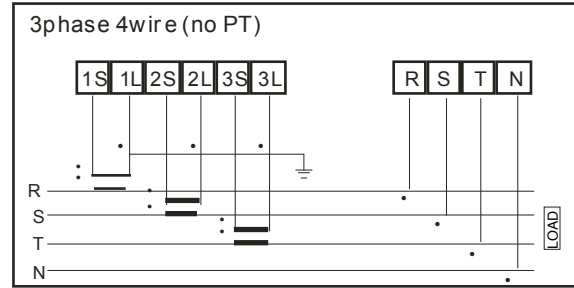 3phase 4wire (no PT)
1S 1L 2S 2L 3S 3L R S T N
R
S
T
N
LOAD